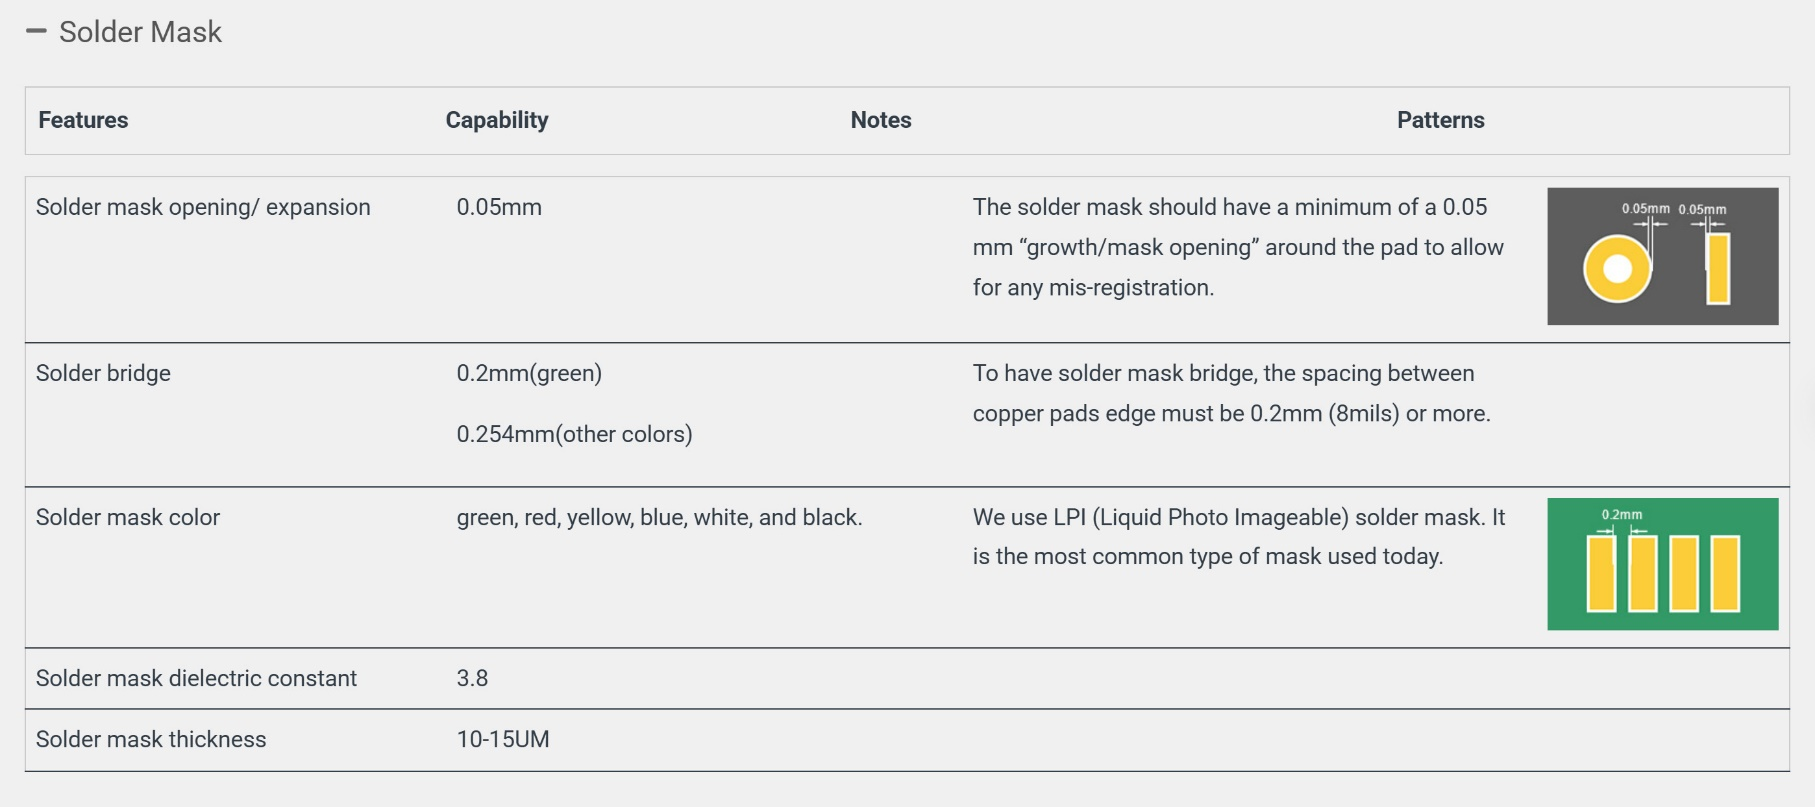 Solder Mask
Features Capability Notes Patterns
Solder mask opening/ expansion 0.05mm The solder mask should have a minimum of a 0.05
mm “growth/mask opening” around the pad to allow
for any mis-registration.
0.05mm 0.05mm
Solder bridge 0.2mm(green) To have solder mask bridge, the spacing between
copper pads edge must be 0.2mm (8mils) or more.
0.254mm(other colors)
Solder mask color green, red, yellow, blue, white, and black. We use LPI (Liquid Photo Imageable) solder mask. It
is the most common type of mask used today.
0.2mm
Solder mask dielectric constant 3.8
Solder mask thickness 10-15UM